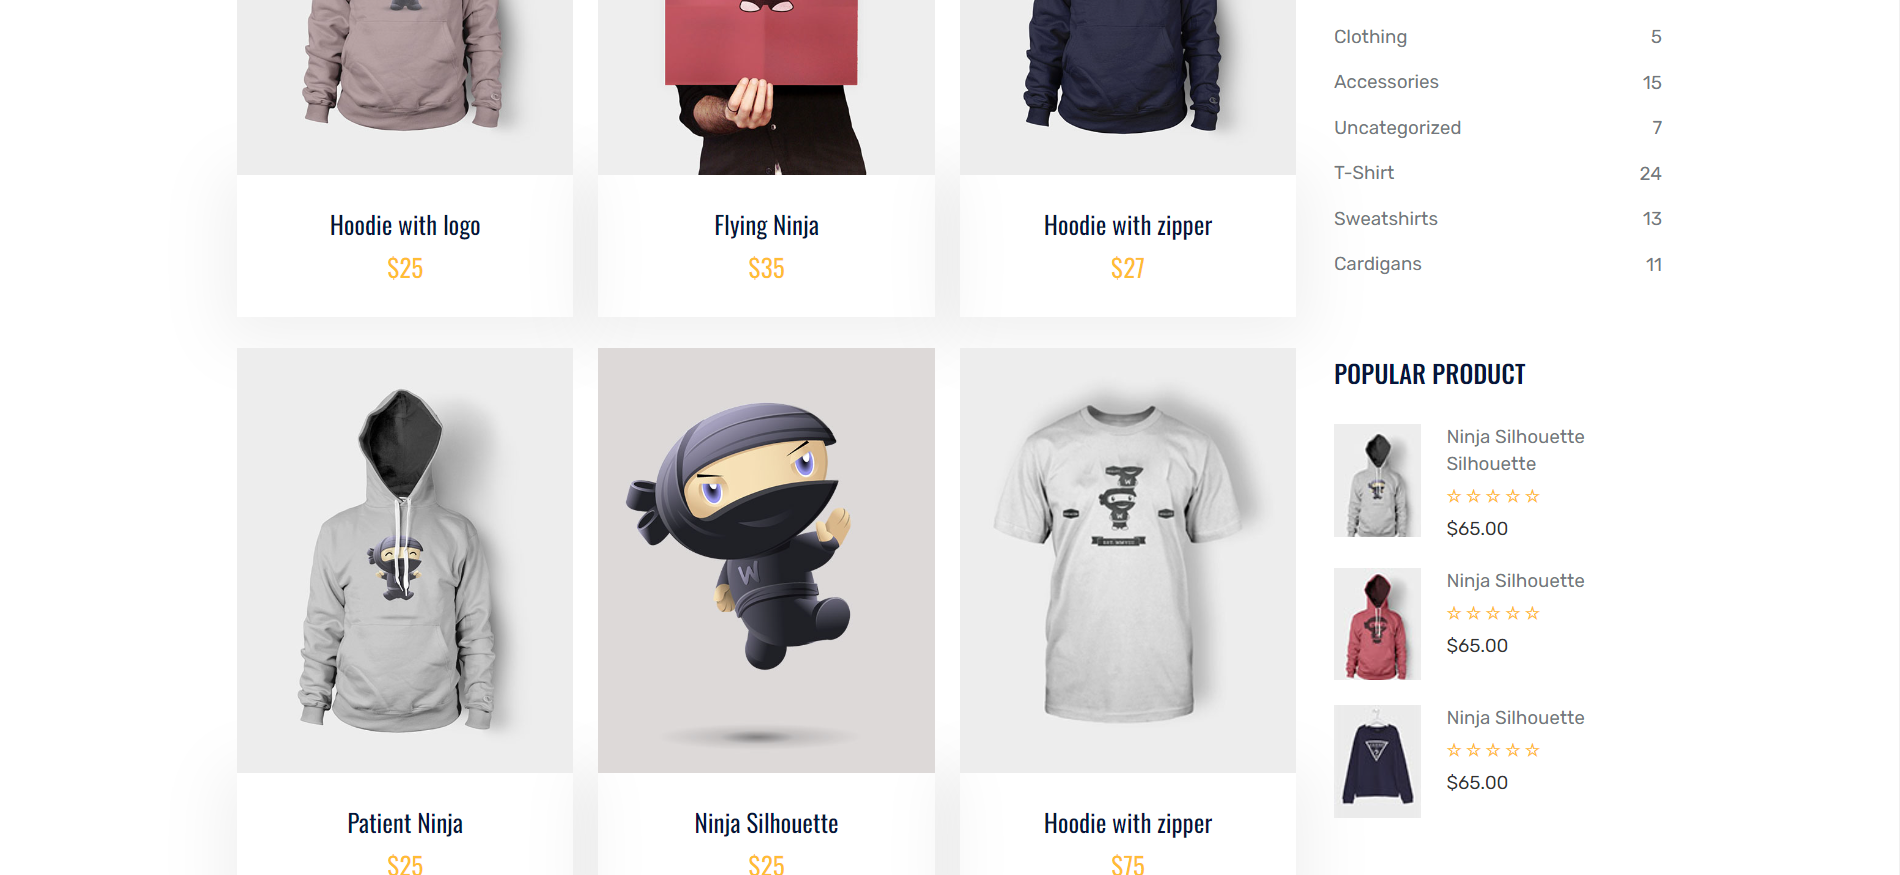 Clothing 5
Accessories 15
Uncategorized 7
T-Shirt 24
Sweatshirts 13
Cardigans 11
Hoodie with logo
$25
Flying Ninja
$35
Hoodie with zipper
$27
W
W
W
Patient Ninja
$25
Ninja Silhouette
$25
Hoodie with zipper
$75
POPULAR PRODUCT
Ninja Silhouette
Silhouette
$65.00
Ninja Silhouette
$65.00
Ninja Silhouette
$65.00